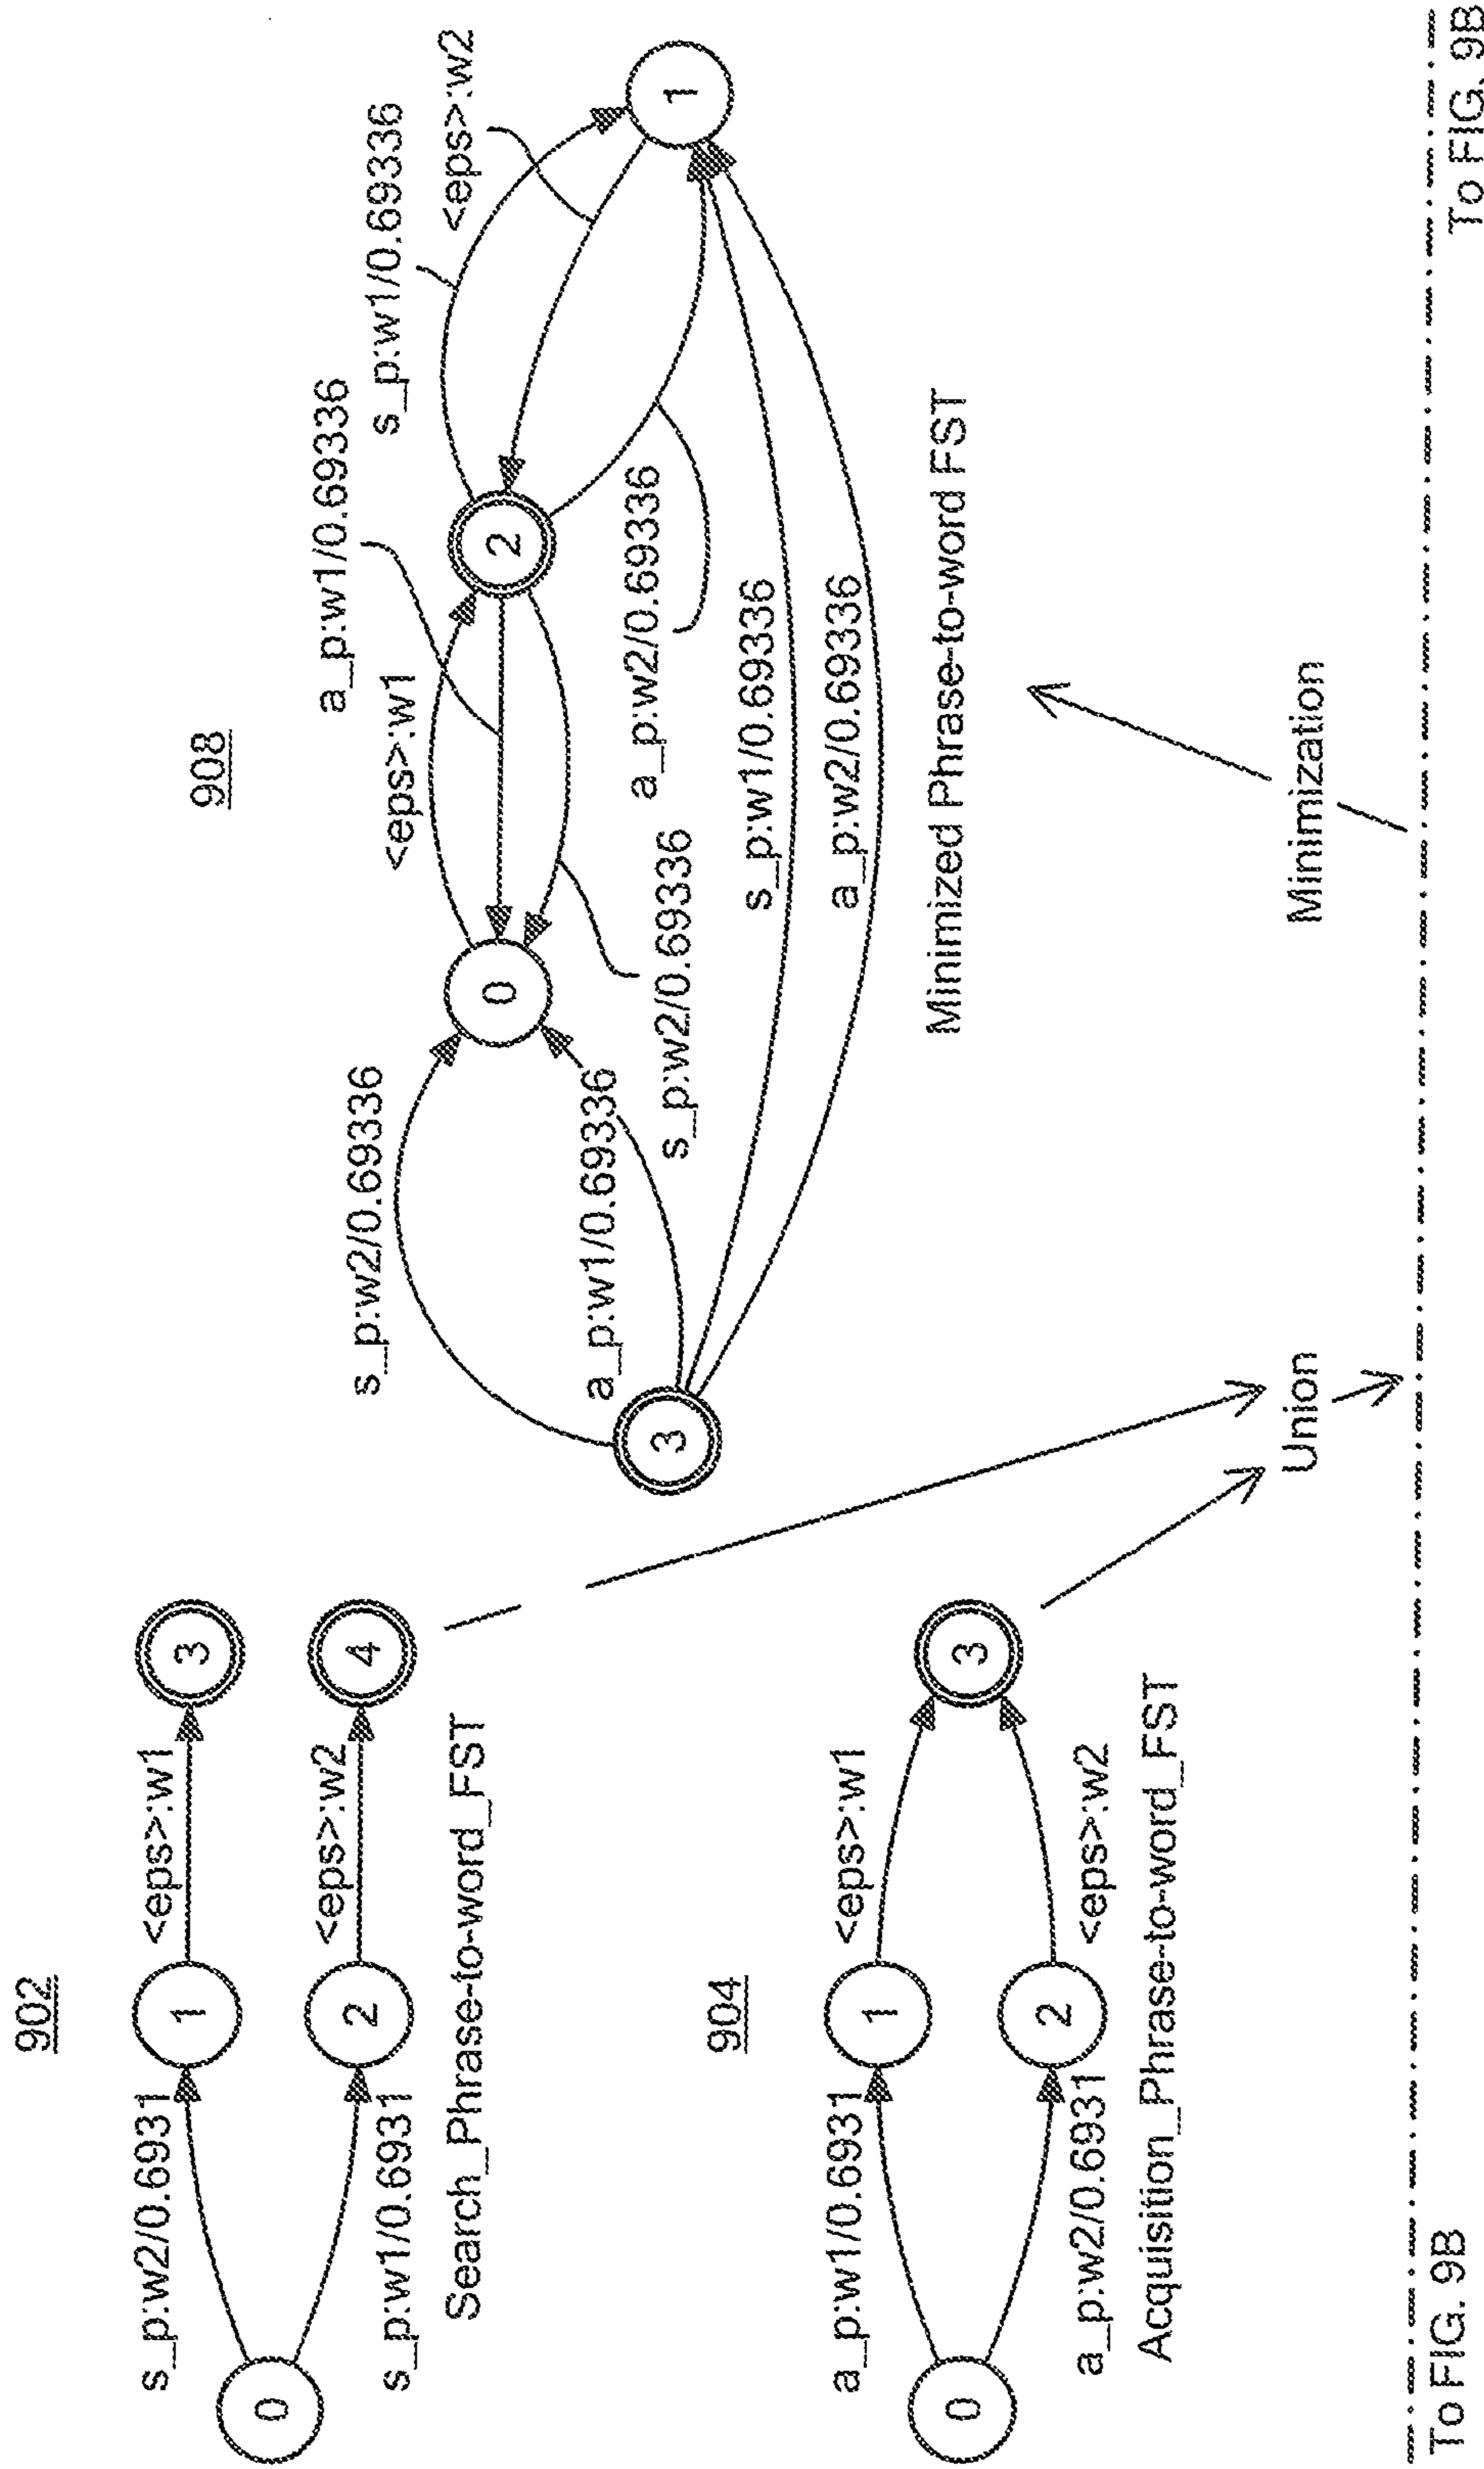 902
s_p:w2/0.6931
<eps>:w1
0
1
3
s_p:w1/0.6931
<eps>:w2
2
4
Search_Phrase-to-word_FST
904
a_p:w1/0.6931
<eps>:w1
0
1
3
a_p:w2/0.6931
<eps>:w2
2
Acquisition_Phrase-to-word_FST
908
s_p:w2/0.69336
<eps>:w1
a_p:w1/0.69336
s_p:w1/0.69336
<eps>:w2
3
0
2
1
a_p:w1/0.69336
s_p:w2/0.69336
a_p:w2/0.69336
s_p:w1/0.69336
a_p:w2/0.69336
Minimized Phrase-to-word FST
Union
Minimization
To FIG. 9B
To FIG. 9B